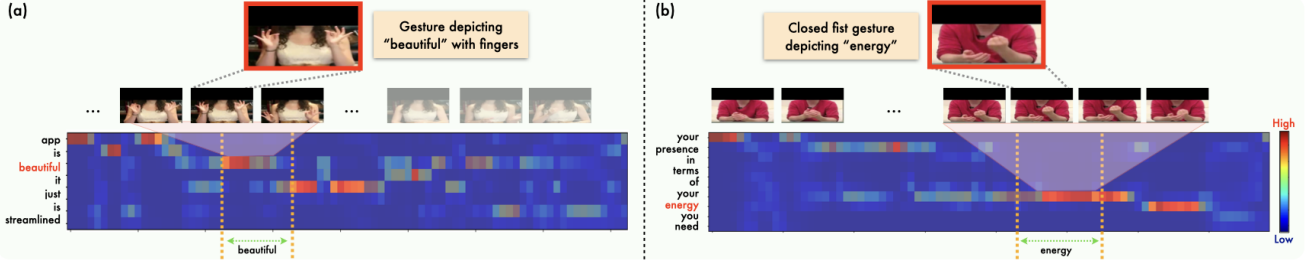 (a)
Gesture depicting
"beautiful" with fingers
...
...
app
is
beautiful
it
just
is
streamlined
beautiful
(b)
Closed fist gesture
depicting "energy"
...
your
presence
in
terms
of
your
energy
you
need
energy
High
Low